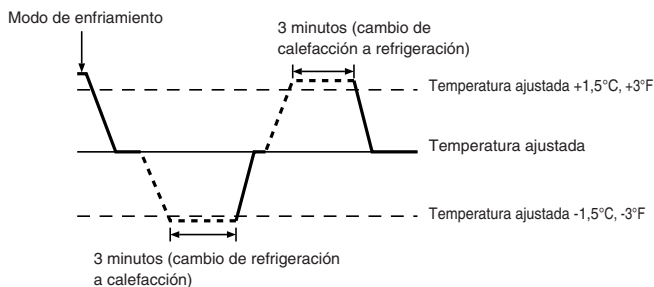 Modo de enfriamiento
3 minutos (cambio de
calefacción a refrigeración)
Temperatura ajustada +1,5°C, +3°F
Temperatura ajustada
Temperatura ajustada -1,5°C, -3°F
3 minutos (cambio de refrigeración
a calefacción)